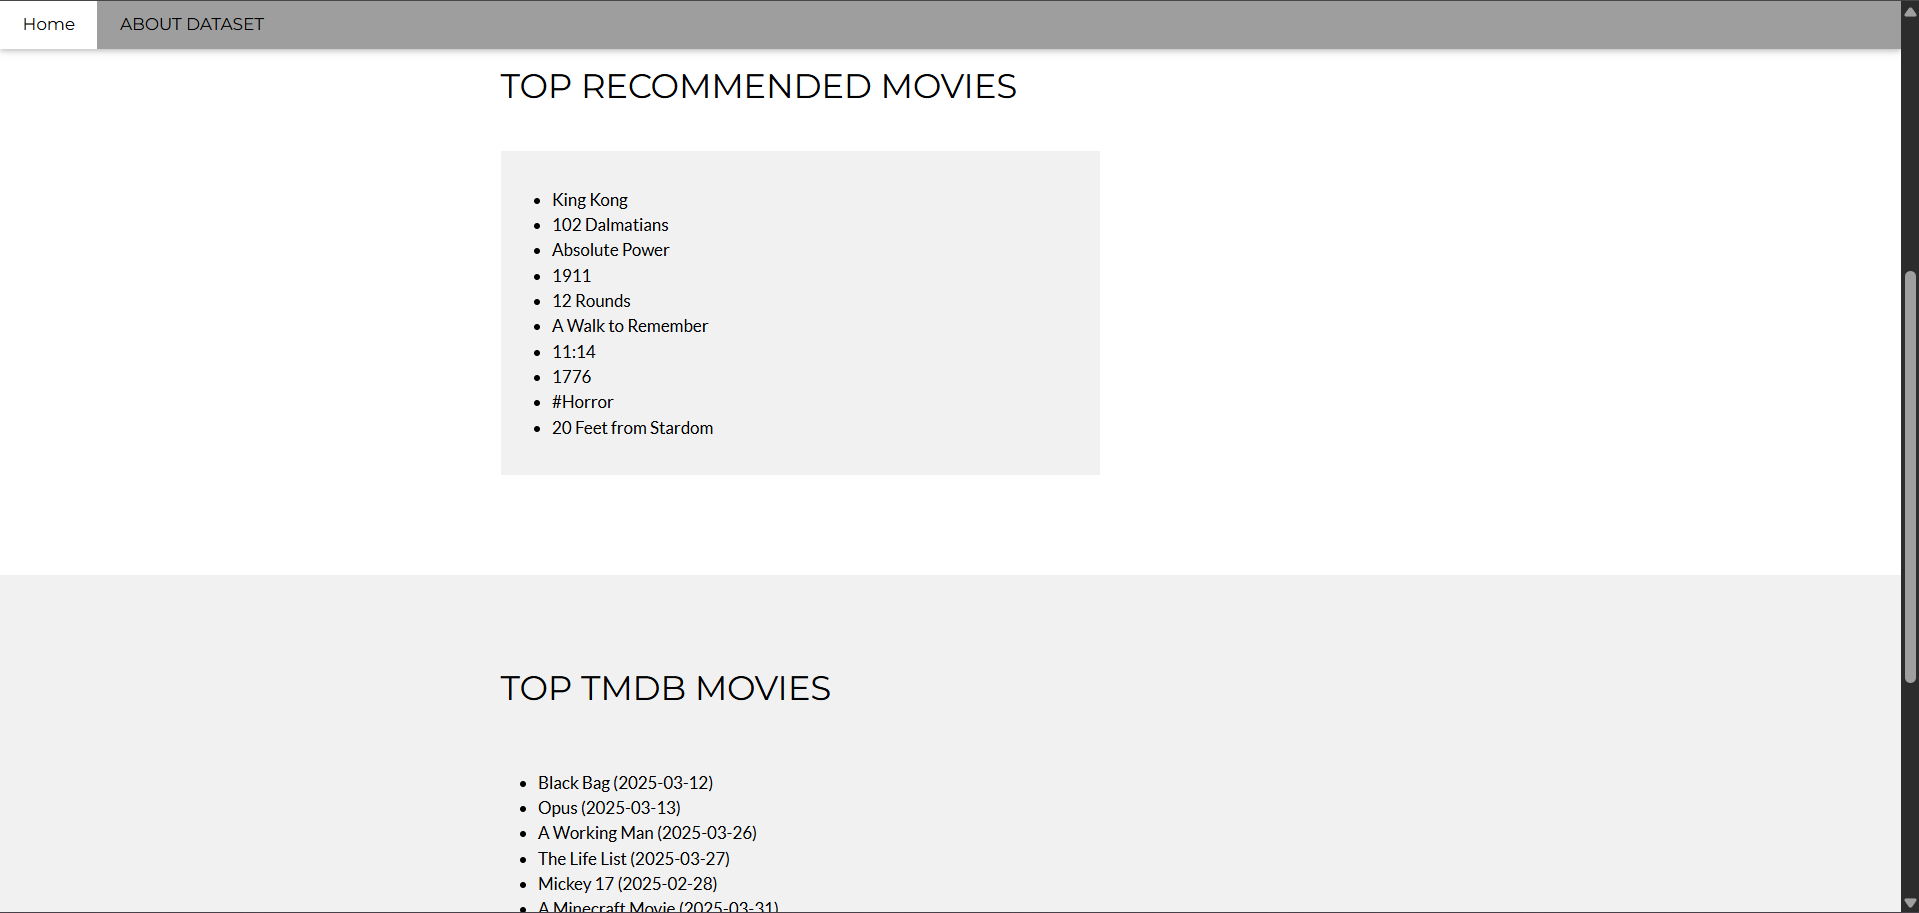 Home
ABOUT DATASET
TOP RECOMMENDED MOVIES
King Kong
102 Dalmatians
Absolute Power
1911
12 Rounds
A Walk to Remember
11:14
1776
#Horror
20 Feet from Stardom
TOP TMDB MOVIES
Black Bag (2025-03-12)
Opus (2025-03-13)
A Working Man (2025-03-26)
The Life List (2025-03-27)
Mickey 17 (2025-02-28)
A Minecraft Movie (2025-03-31)